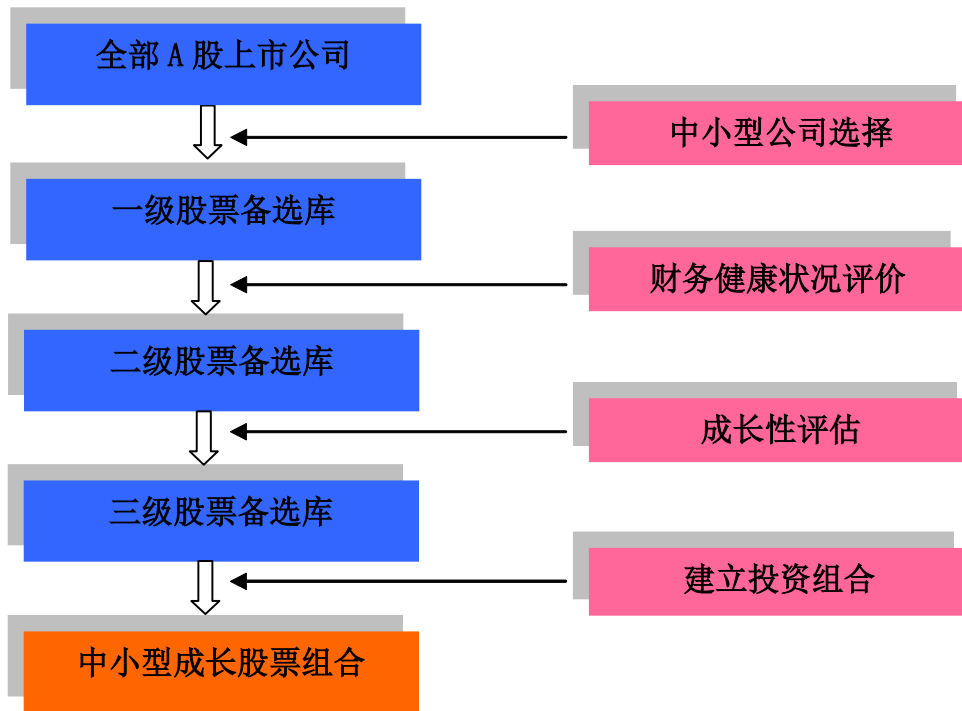 全部 A 股上市公司
中小型公司选择
一级股票备选库
财务健康状况评价
二级股票备选库
成长性评估
三级股票备选库
建立投资组合
中小型成长股票组合